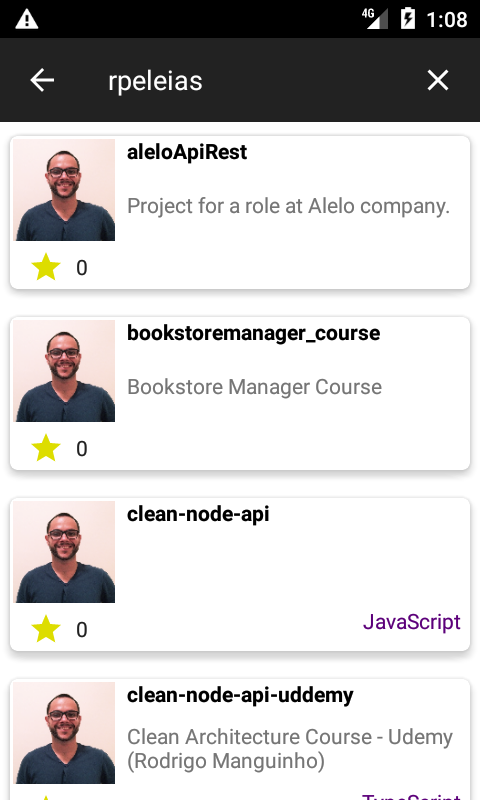 4G 1:08
rpeleias
aleloApiRest
Project for a role at Alelo company.
0
bookstoremanager_course
Bookstore Manager Course
0
clean-node-api
JavaScript
0
clean-node-api-uddemy
Clean Architecture Course - Udemy
(Rodrigo Manguinho)
TypeScript